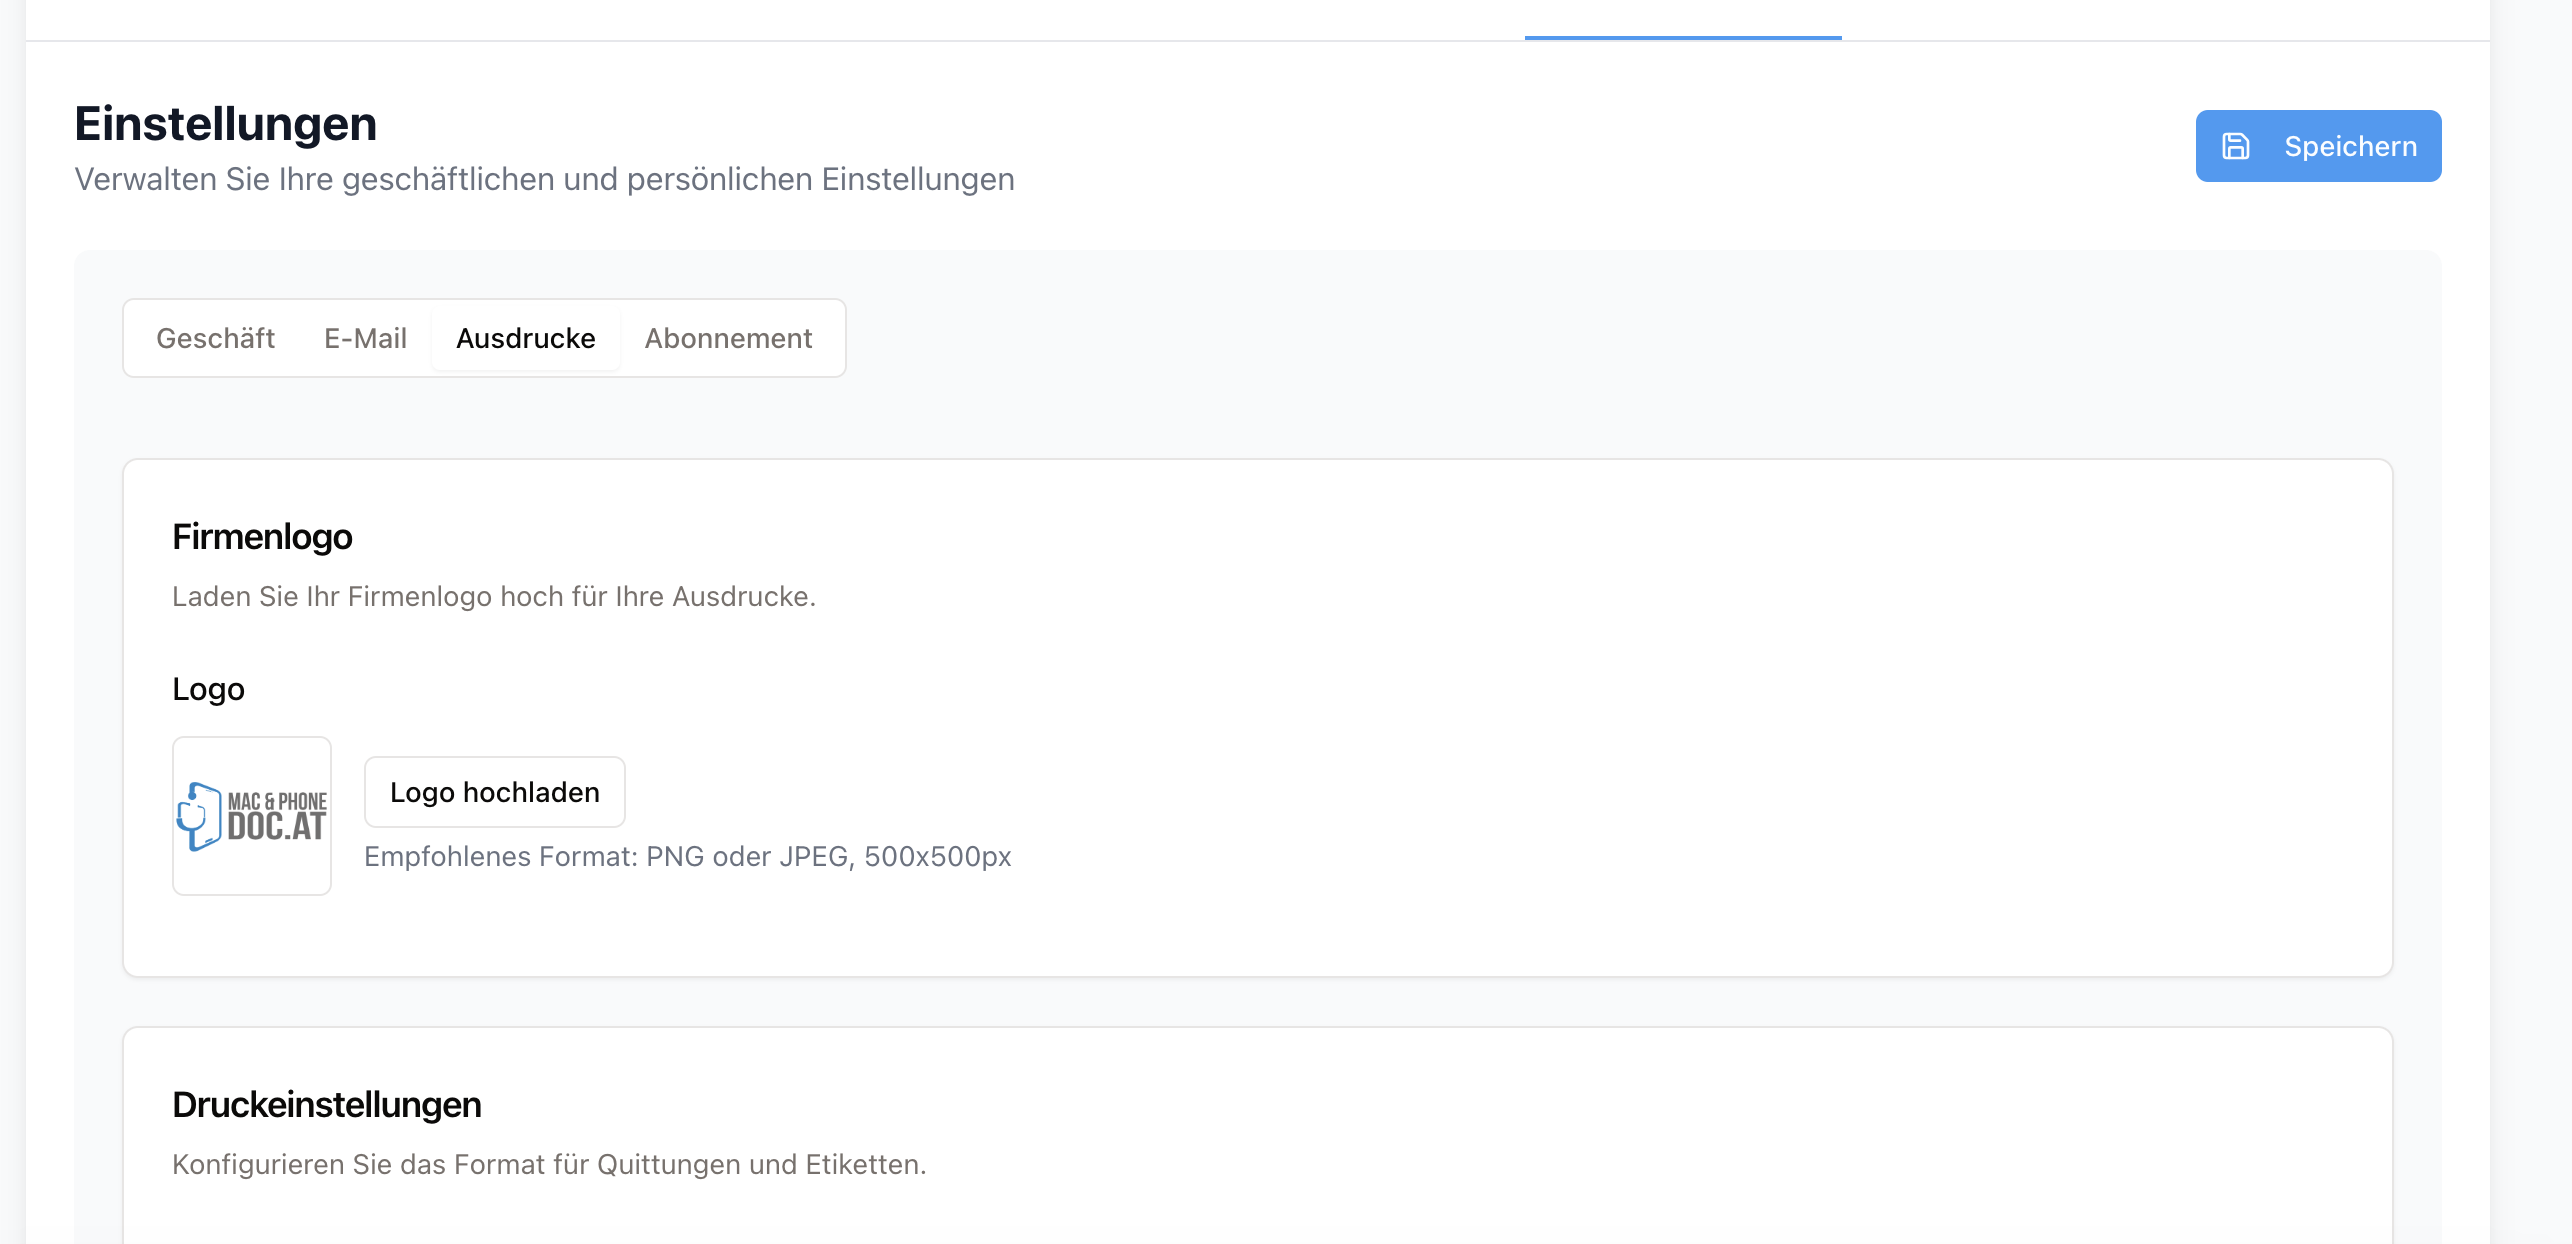 Einstellungen
Verwalten Sie Ihre geschäftlichen und persönlichen Einstellungen
Speichern
Geschäft E-Mail Ausdrucke Abonnement
Firmenlogo
Laden Sie Ihr Firmenlogo hoch für Ihre Ausdrucke.
Logo
MAC & PHONE
DOC.AT
Logo hochladen
Empfohlenes Format: PNG oder JPEG, 500x500px
Druckeinstellungen
Konfigurieren Sie das Format für Quittungen und Etiketten.